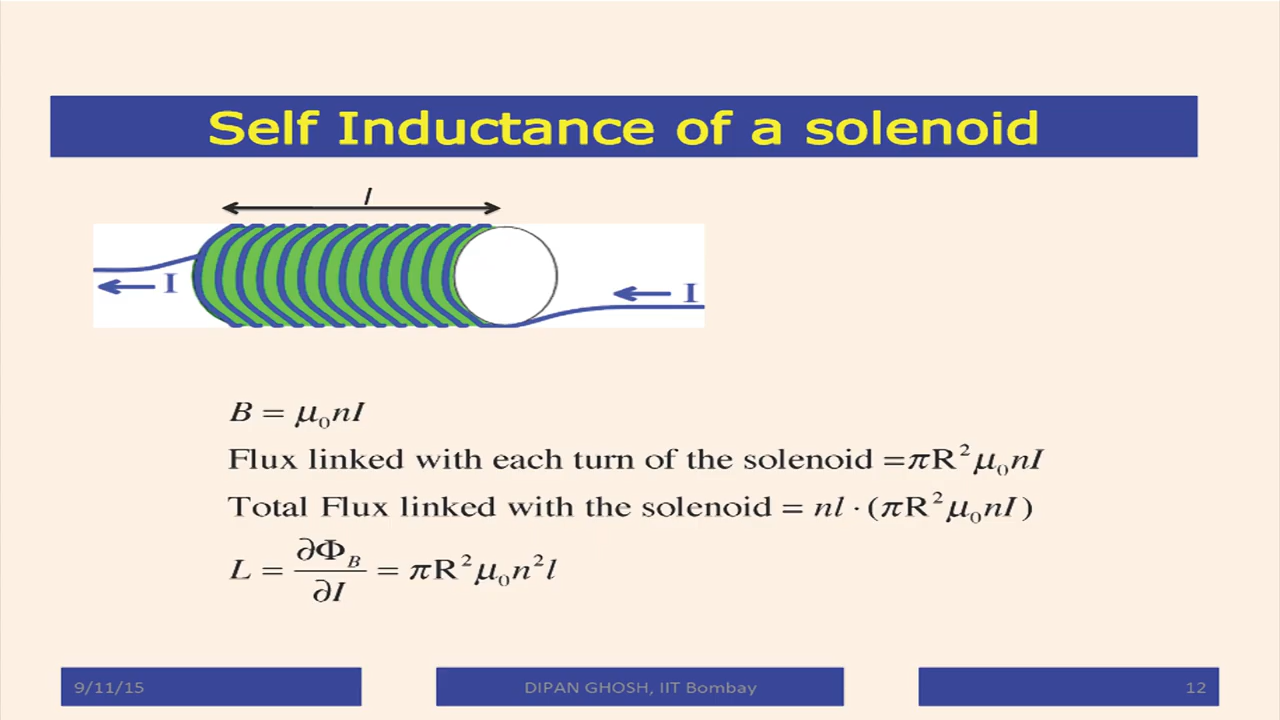 Self Inductance of a solenoid
l
I
I
B = μ₀nI
Flux linked with each turn of the solenoid =πR²μ₀nI
Total Flux linked with the solenoid = nl · (πR²μ₀nI)
L = ∂Φ_B/∂I = πR²μ₀n²l
9/11/15
DIPAN GHOSH, IIT Bombay
12